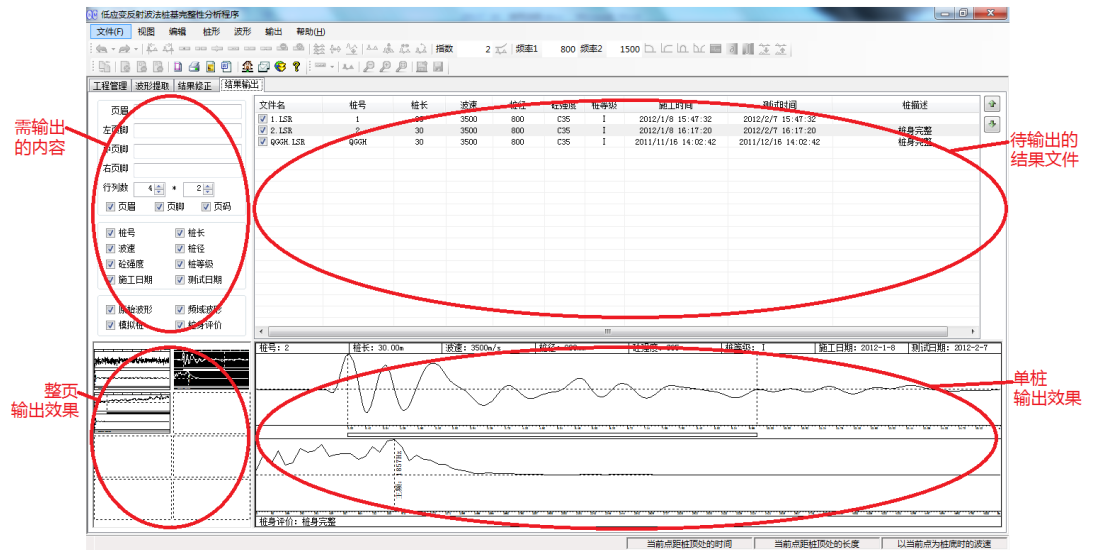 低应变反射波法桩基完整性分析程序
文件(F) 视图 编辑 桩形 波形 输出 帮助(H)
指数 2 频率1 800 频率2 1500
工程管理 波形提取 结果修正 结果输出
页眉
左页脚
页脚
右页脚
行列数 4 * 2
页眉 页脚 页码
桩号 桩长
波速 桩径
砼强度 桩等级
施工日期 测试日期
原始波形 频域波形
模拟桩 桩身评价
需输出
的内容
文件名 桩号 桩长 波速 桩径 砼强度 桩等级 施工时间 测试时间 桩描述
1.LSR 1 3500 800 C35 I 2012/1/8 15:47:32 2012/2/7 15:47:32
2.LSR 2 30 3500 800 C35 I 2012/1/8 16:17:20 2012/2/7 16:17:20 桩身完整
QGGH.LSR QGGH 30 3500 800 C35 I 2011/11/16 14:02:42 2011/12/16 14:02:42 桩身完整
待输出的
结果文件
整页
输出效果
桩号: 2 桩长: 30.00m 波速: 3500m/s 桩径: 砼强度: 桩等级: I 施工日期: 2012-1-8 测试日期: 2012-2-7
主频: 1857Hz
桩身评价: 桩身完整
单桩
输出效果
当前点距桩顶处的时间 当前点距桩顶处的长度 以当前点为桩底时的波速